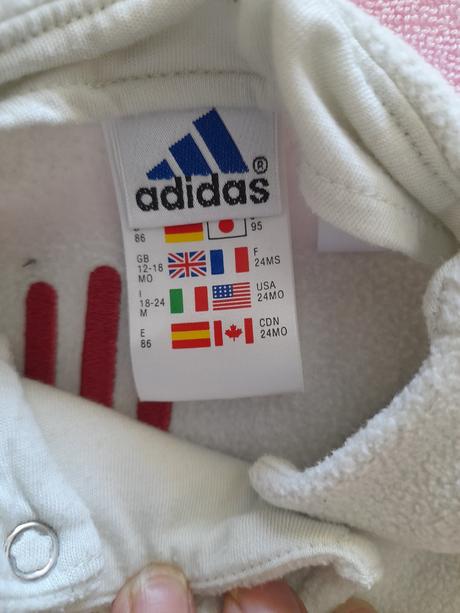 adidas®
86
95
GB
12-18
MO
F
24MS
I
18-24
M
USA
24MO
E
86
CDN
24MO